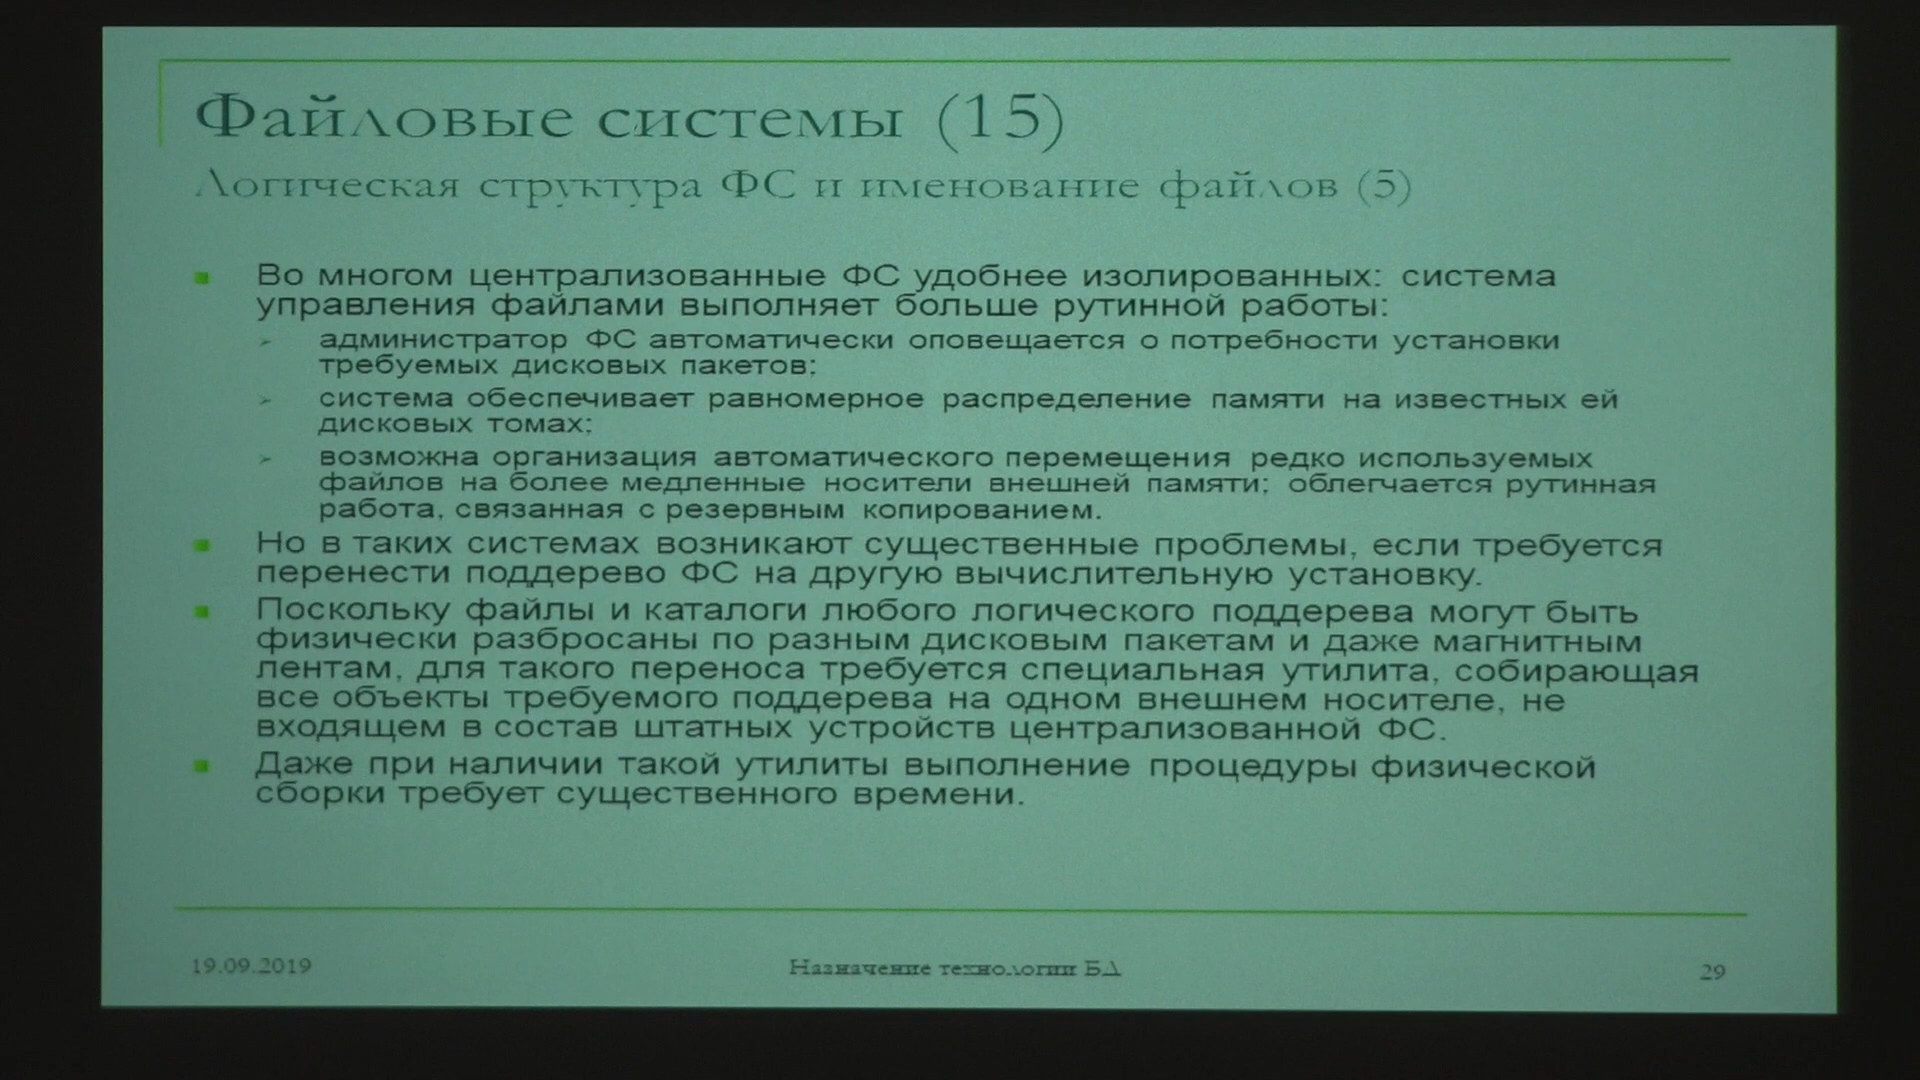 Файловые системы (15)
Логическая структура ФС и именование файлов (5)
Во многом централизованные ФС удобнее изолированных: система
управления файлами выполняет больше рутинной работы:
администратор ФС автоматически оповещается о потребности установки
требуемых дисковых пакетов;
система обеспечивает равномерное распределение памяти на известных ей
дисковых томах;
возможна организация автоматического перемещения редко используемых
файлов на более медленные носители внешней памяти; облегчается рутинная
работа, связанная с резервным копированием.
Но в таких системах возникают существенные проблемы, если требуется
перенести поддерево ФС на другую вычислительную установку.
Поскольку файлы и каталоги любого логического поддерева могут быть
физически разбросаны по разным дисковым пакетам и даже магнитным
лентам, для такого переноса требуется специальная утилита, собирающая
все объекты требуемого поддерева на одном внешнем носителе, не
входящем в состав штатных устройств централизованной ФС.
Даже при наличии такой утилиты выполнение процедуры физической
сборки требует существенного времени.
19.09.2019
Назначение технологии БД
29